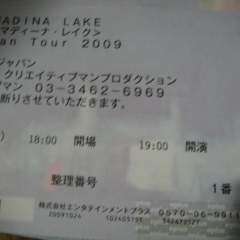 ADINA LAKE
マディーナ・レイク>
an Tour 2009
ジャパン
クリエイティブマンプロダクション
マン 03-3462-6969
断りさせていただきます。
18:00 開場 19:00 開演
整理番号 1番
株式会社エンタテインメントプラス 0570-06-9911
20091024 102405195 542472577